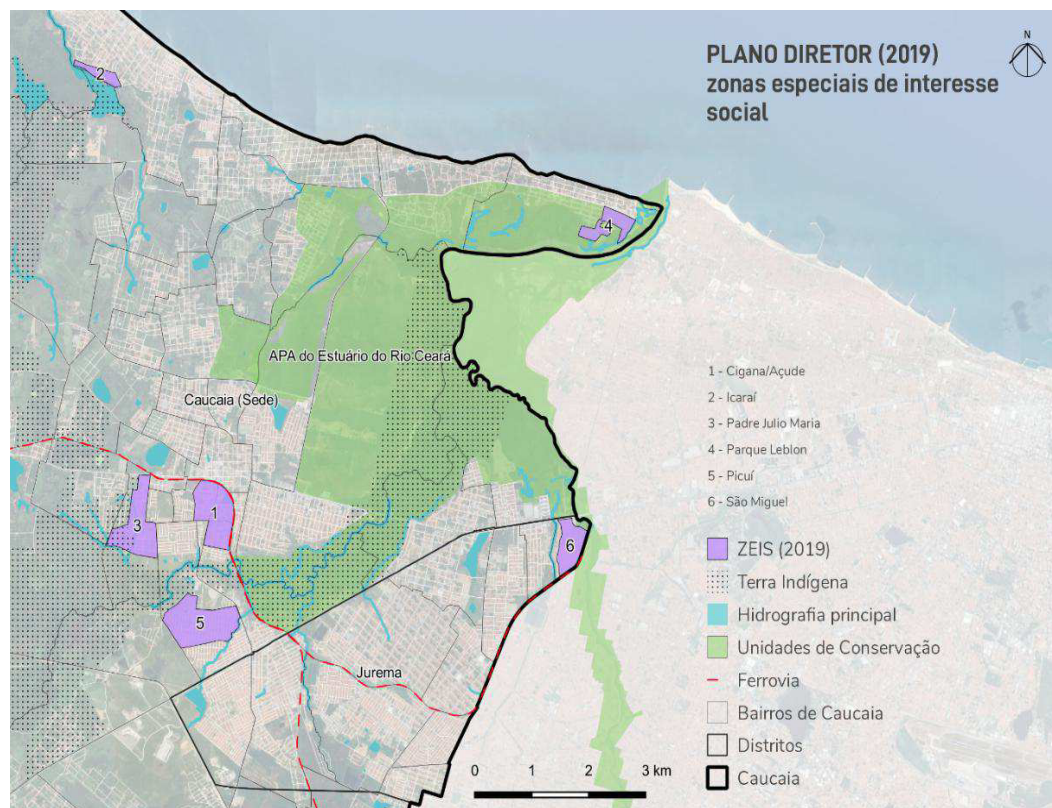 PLANO DIRETOR (2019)
zonas especiais de interesse
social
N
2
4
APA do Estuário do Rio Ceará
Caucaia (Sede)
3
1
6
5
Jurema
1 - Cigana/Açude
2 - Icaraí
3 - Padre Julio Maria
4 - Parque Leblon
5 - Picuí
6 - São Miguel
ZEIS (2019)
Terra Indígena
Hidrografia principal
Unidades de Conservação
Ferrovia
Bairros de Caucaia
Distritos
Caucaia
0 1 2 3 km